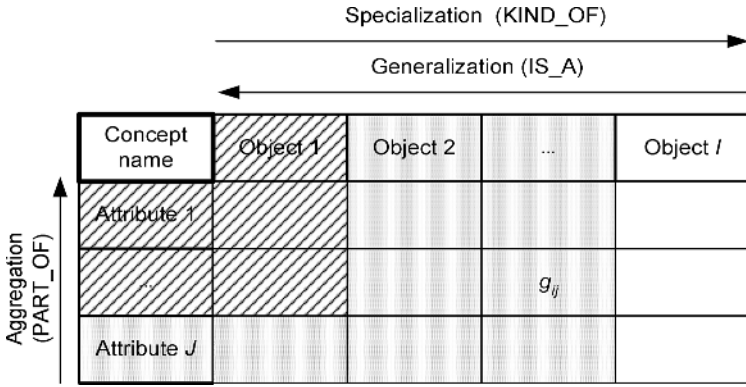 Specialization (KIND_OF)
Generalization (IS_A)
Concept
name
Object 1
Object 2
...
Object I
Aggregation
(PART_OF)
Attribute 1
...
g_ij
Attribute J